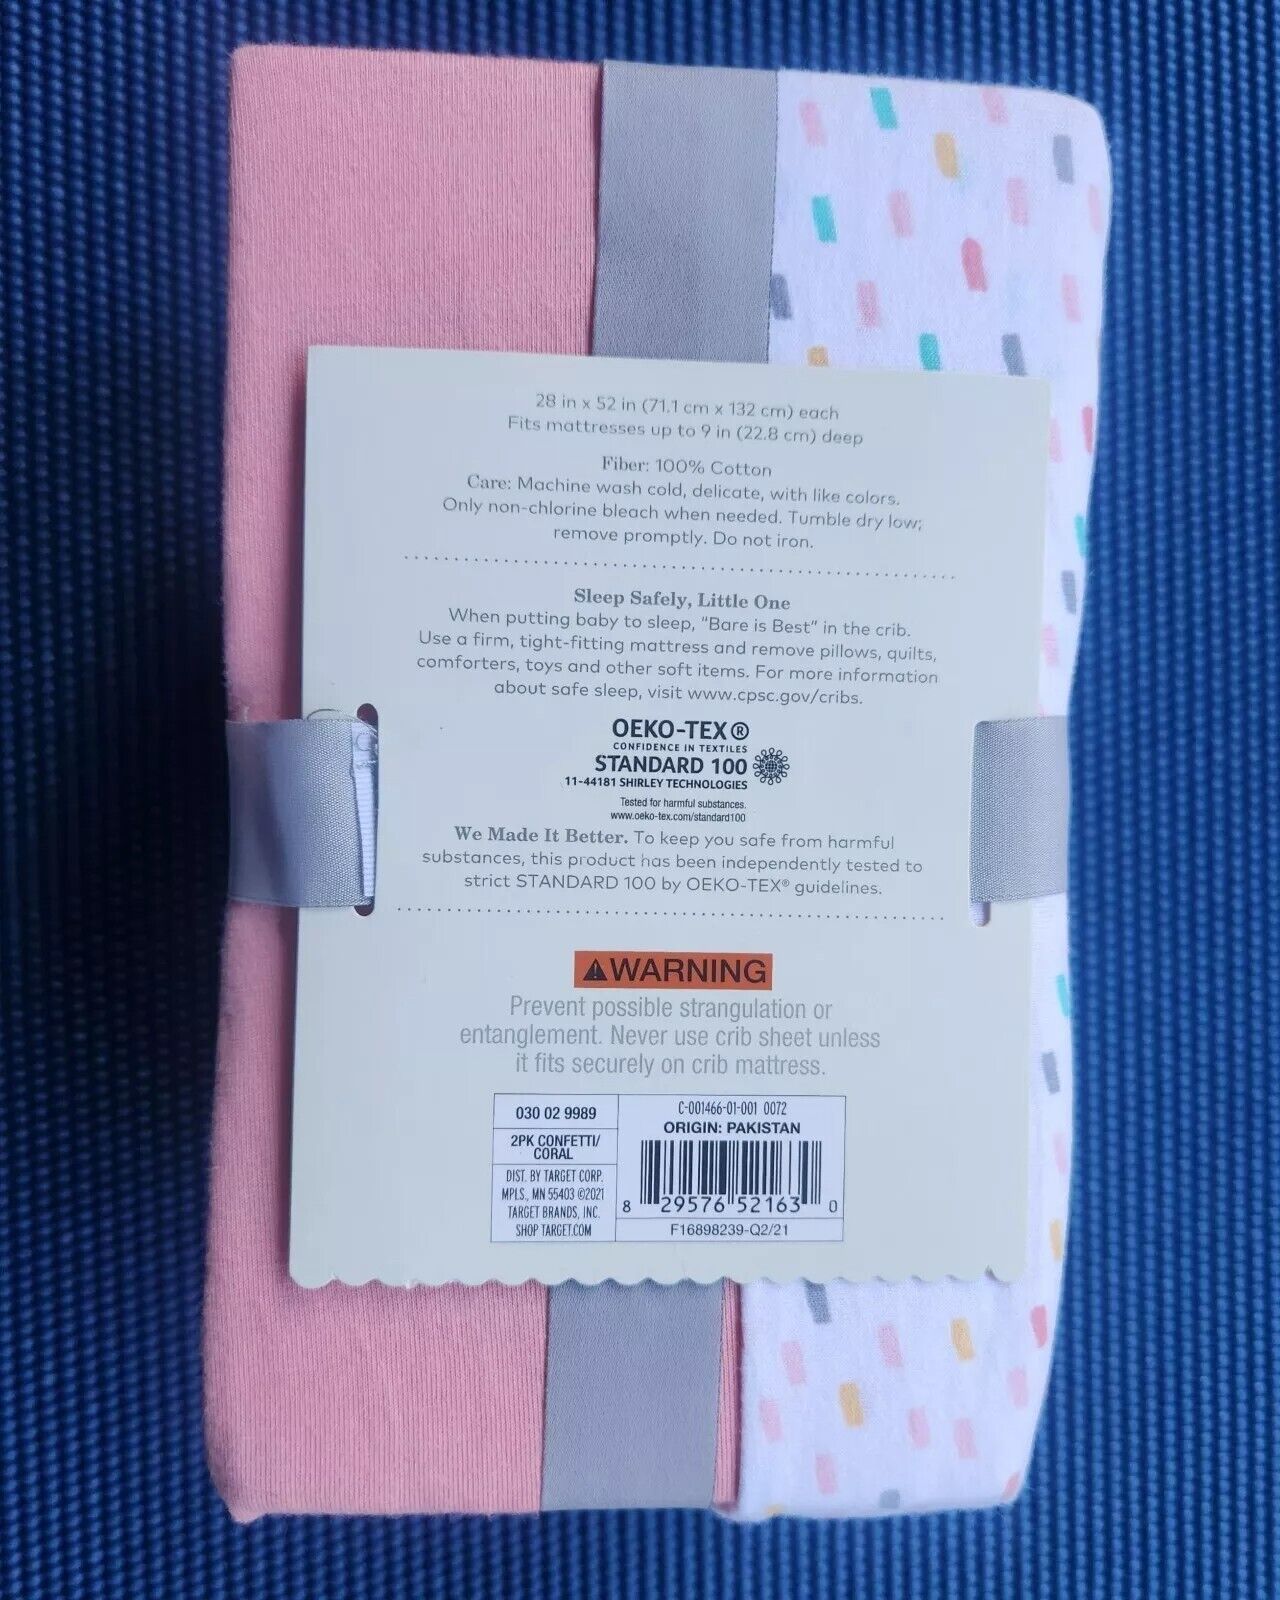 28 in x 52 in (71.1 cm x 132 cm) each
Fits mattresses up to 9 in (22.8 cm) deep
Fiber: 100% Cotton
Care: Machine wash cold, delicate, with like colors.
Only non-chlorine bleach when needed. Tumble dry low;
remove promptly. Do not iron.
Sleep Safely, Little One
When putting baby to sleep, "Bare is Best" in the crib.
Use a firm, tight-fitting mattress and remove pillows, quilts,
comforters, toys and other soft items. For more information
about safe sleep, visit www.cpsc.gov/cribs.
OEKO-TEX®
CONFIDENCE IN TEXTILES
STANDARD 100
11-44181 SHIRLEY TECHNOLOGIES
Tested for harmful substances.
www.oeko-tex.com/standard100
We Made It Better. To keep you safe from harmful
substances, this product has been independently tested to
strict STANDARD 100 by OEKO-TEX® guidelines.
⚠WARNING
Prevent possible strangulation or
entanglement. Never use crib sheet unless
it fits securely on crib mattress.
030 02 9989
2PK CONFETTI/
CORAL
DIST. BY TARGET CORP.
MPLS., MN 55403 ©2021
TARGET BRANDS, INC.
SHOP TARGET.COM
C-001466-01-001 0072
ORIGIN: PAKISTAN
8 29576 52163 0
F16898239-Q2/21